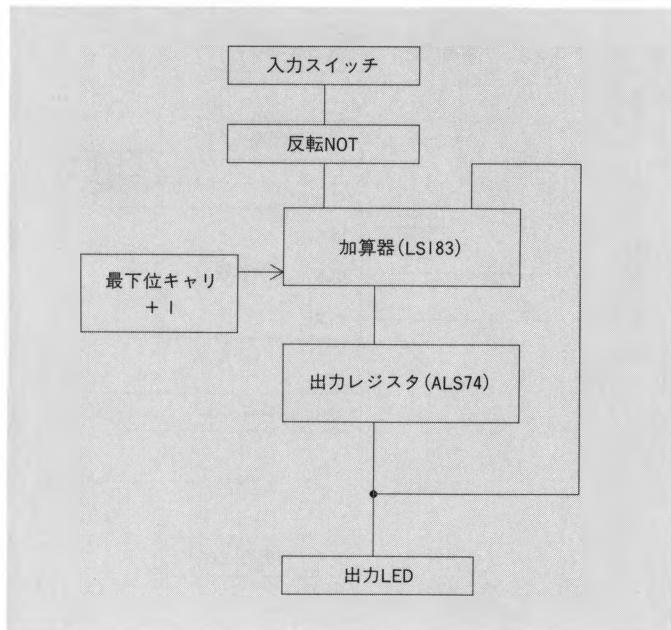 入力スイッチ
反転NOT
加算器(LS183)
最下位キャリ
+1
出力レジスタ(ALS74)
出力LED